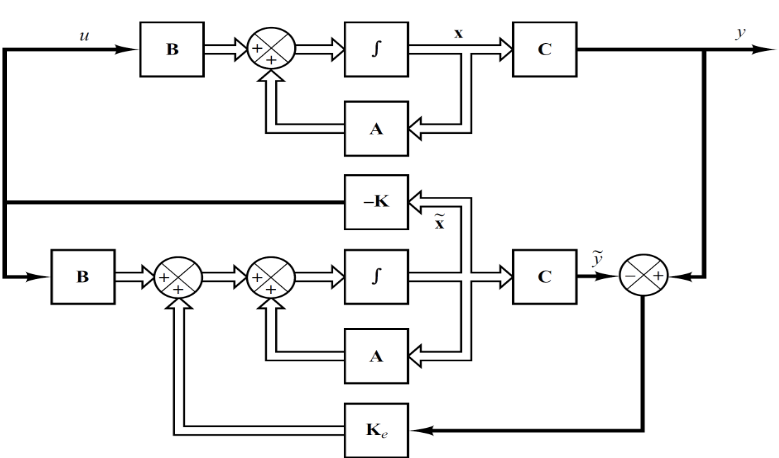 u
x
y
B
+
+
∫
C
A
–K
x̃
B
+
+
+
+
∫
C
ỹ
–
+
A
Kₑ